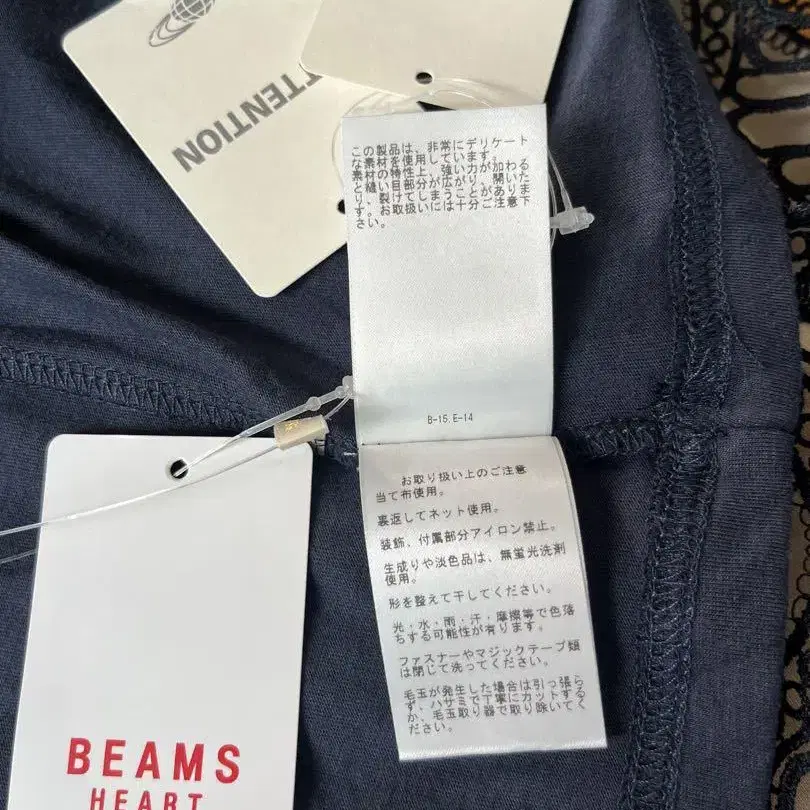 ATTENTION
この製品は、非常にデリケート
な素材を使用しています。
素材の特性上、強い力が加わる
と縫い目部分が広がり、開いた
り、裂けてしまうことがありま
す。お取扱いには十分ご注意下
さい。
B-15.E-14
お取り扱い上のご注意
当て布使用。
裏返してネット使用。
装飾、付属部分アイロン禁止。
生成りや淡色品は、無蛍光洗剤
使用。
形を整えて干してください。
光・水・雨・汗・摩擦等で色落
ちする可能性が有ります。
ファスナーやマジックテープ類
は閉じて洗ってください。
毛玉が発生した場合は引っ張ら
ず、ハサミで丁寧にカットする
か、毛玉取り器で取り除いてく
ださい。
BEAMS
HEART